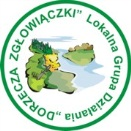 Lokalna Grupa Działania
„DORZECZA ZGŁOWIĄCZKI”